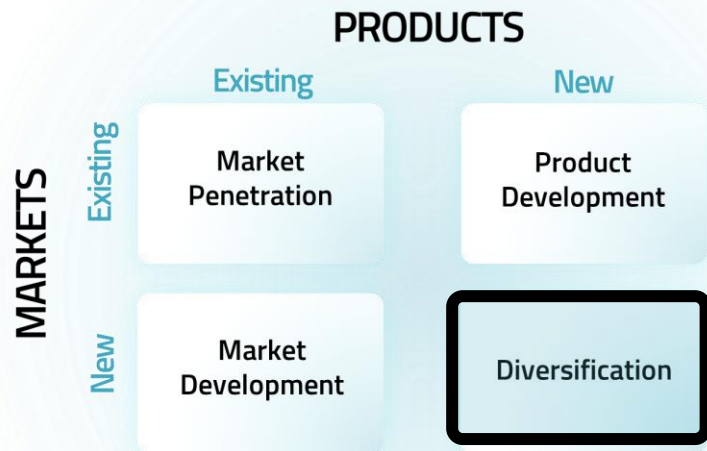 PRODUCTS
Existing
New
MARKETS
Existing
Market
Penetration
Product
Development
New
Market
Development
Diversification